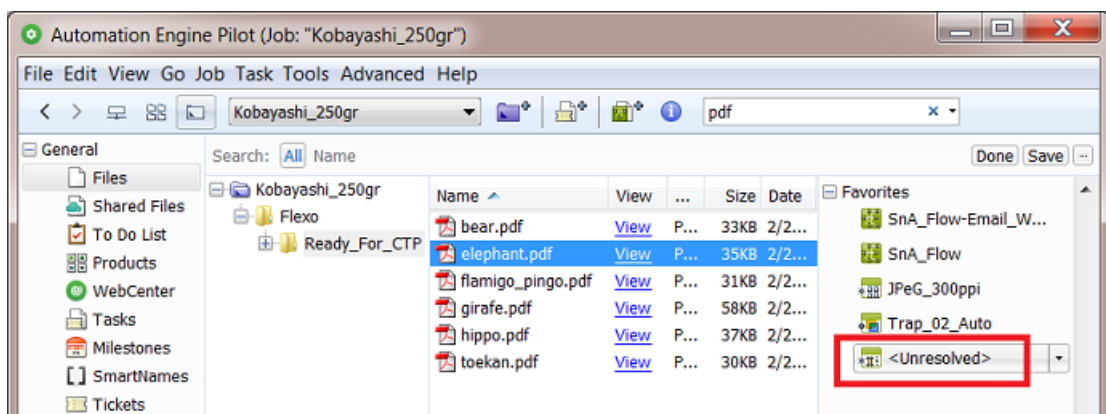 Automation Engine Pilot (Job: "Kobayashi_250gr")
File Edit View Go Job Task Tools Advanced Help
Kobayashi_250gr
pdf
General
Files
Shared Files
To Do List
Products
WebCenter
Tasks
Milestones
SmartNames
Tickets
Search: All Name
Done Save ...
Kobayashi_250gr
Flexo
Ready_For_CTP
Name View ... Size Date
bear.pdf View P... 33KB 2/2...
elephant.pdf View P... 35KB 2/2...
flamigo_pingo.pdf View P... 31KB 2/2...
girafe.pdf View P... 58KB 2/2...
hippo.pdf View P... 37KB 2/2...
toekan.pdf View P... 30KB 2/2...
Favorites
SnA_Flow-Email_W...
SnA_Flow
JPeG_300ppi
Trap_02_Auto
<Unresolved>